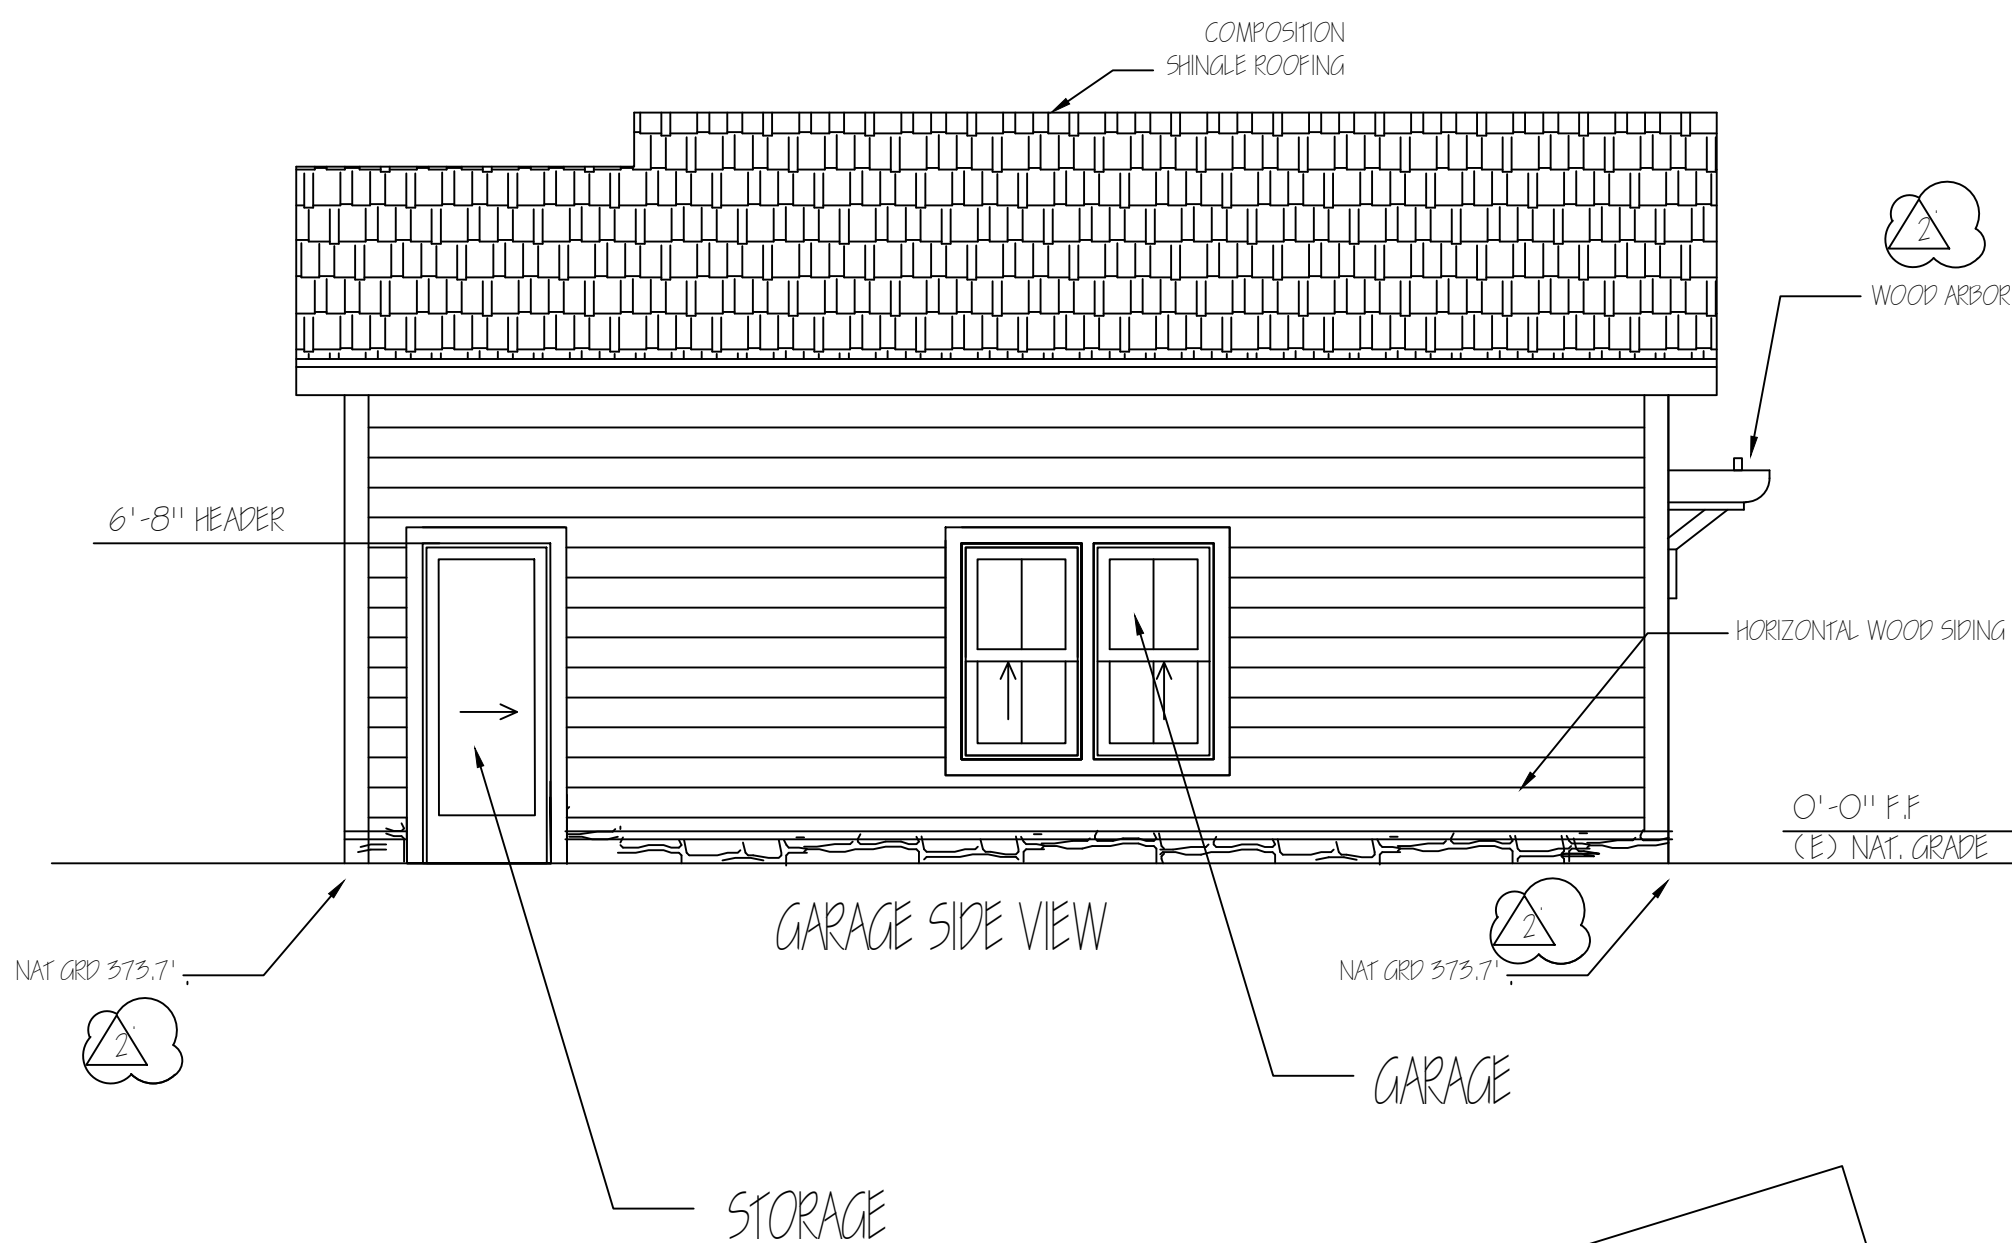 COMPOSITION
SHINGLE ROOFING
2'
WOOD ARBOR
6'-8" HEADER
HORIZONTAL WOOD SIDING
0'-0" F.F
(E) NAT. GRADE
GARAGE SIDE VIEW
2'
NAT GRD 373.7'
NAT GRD 373.7'
2'
GARAGE
STORAGE